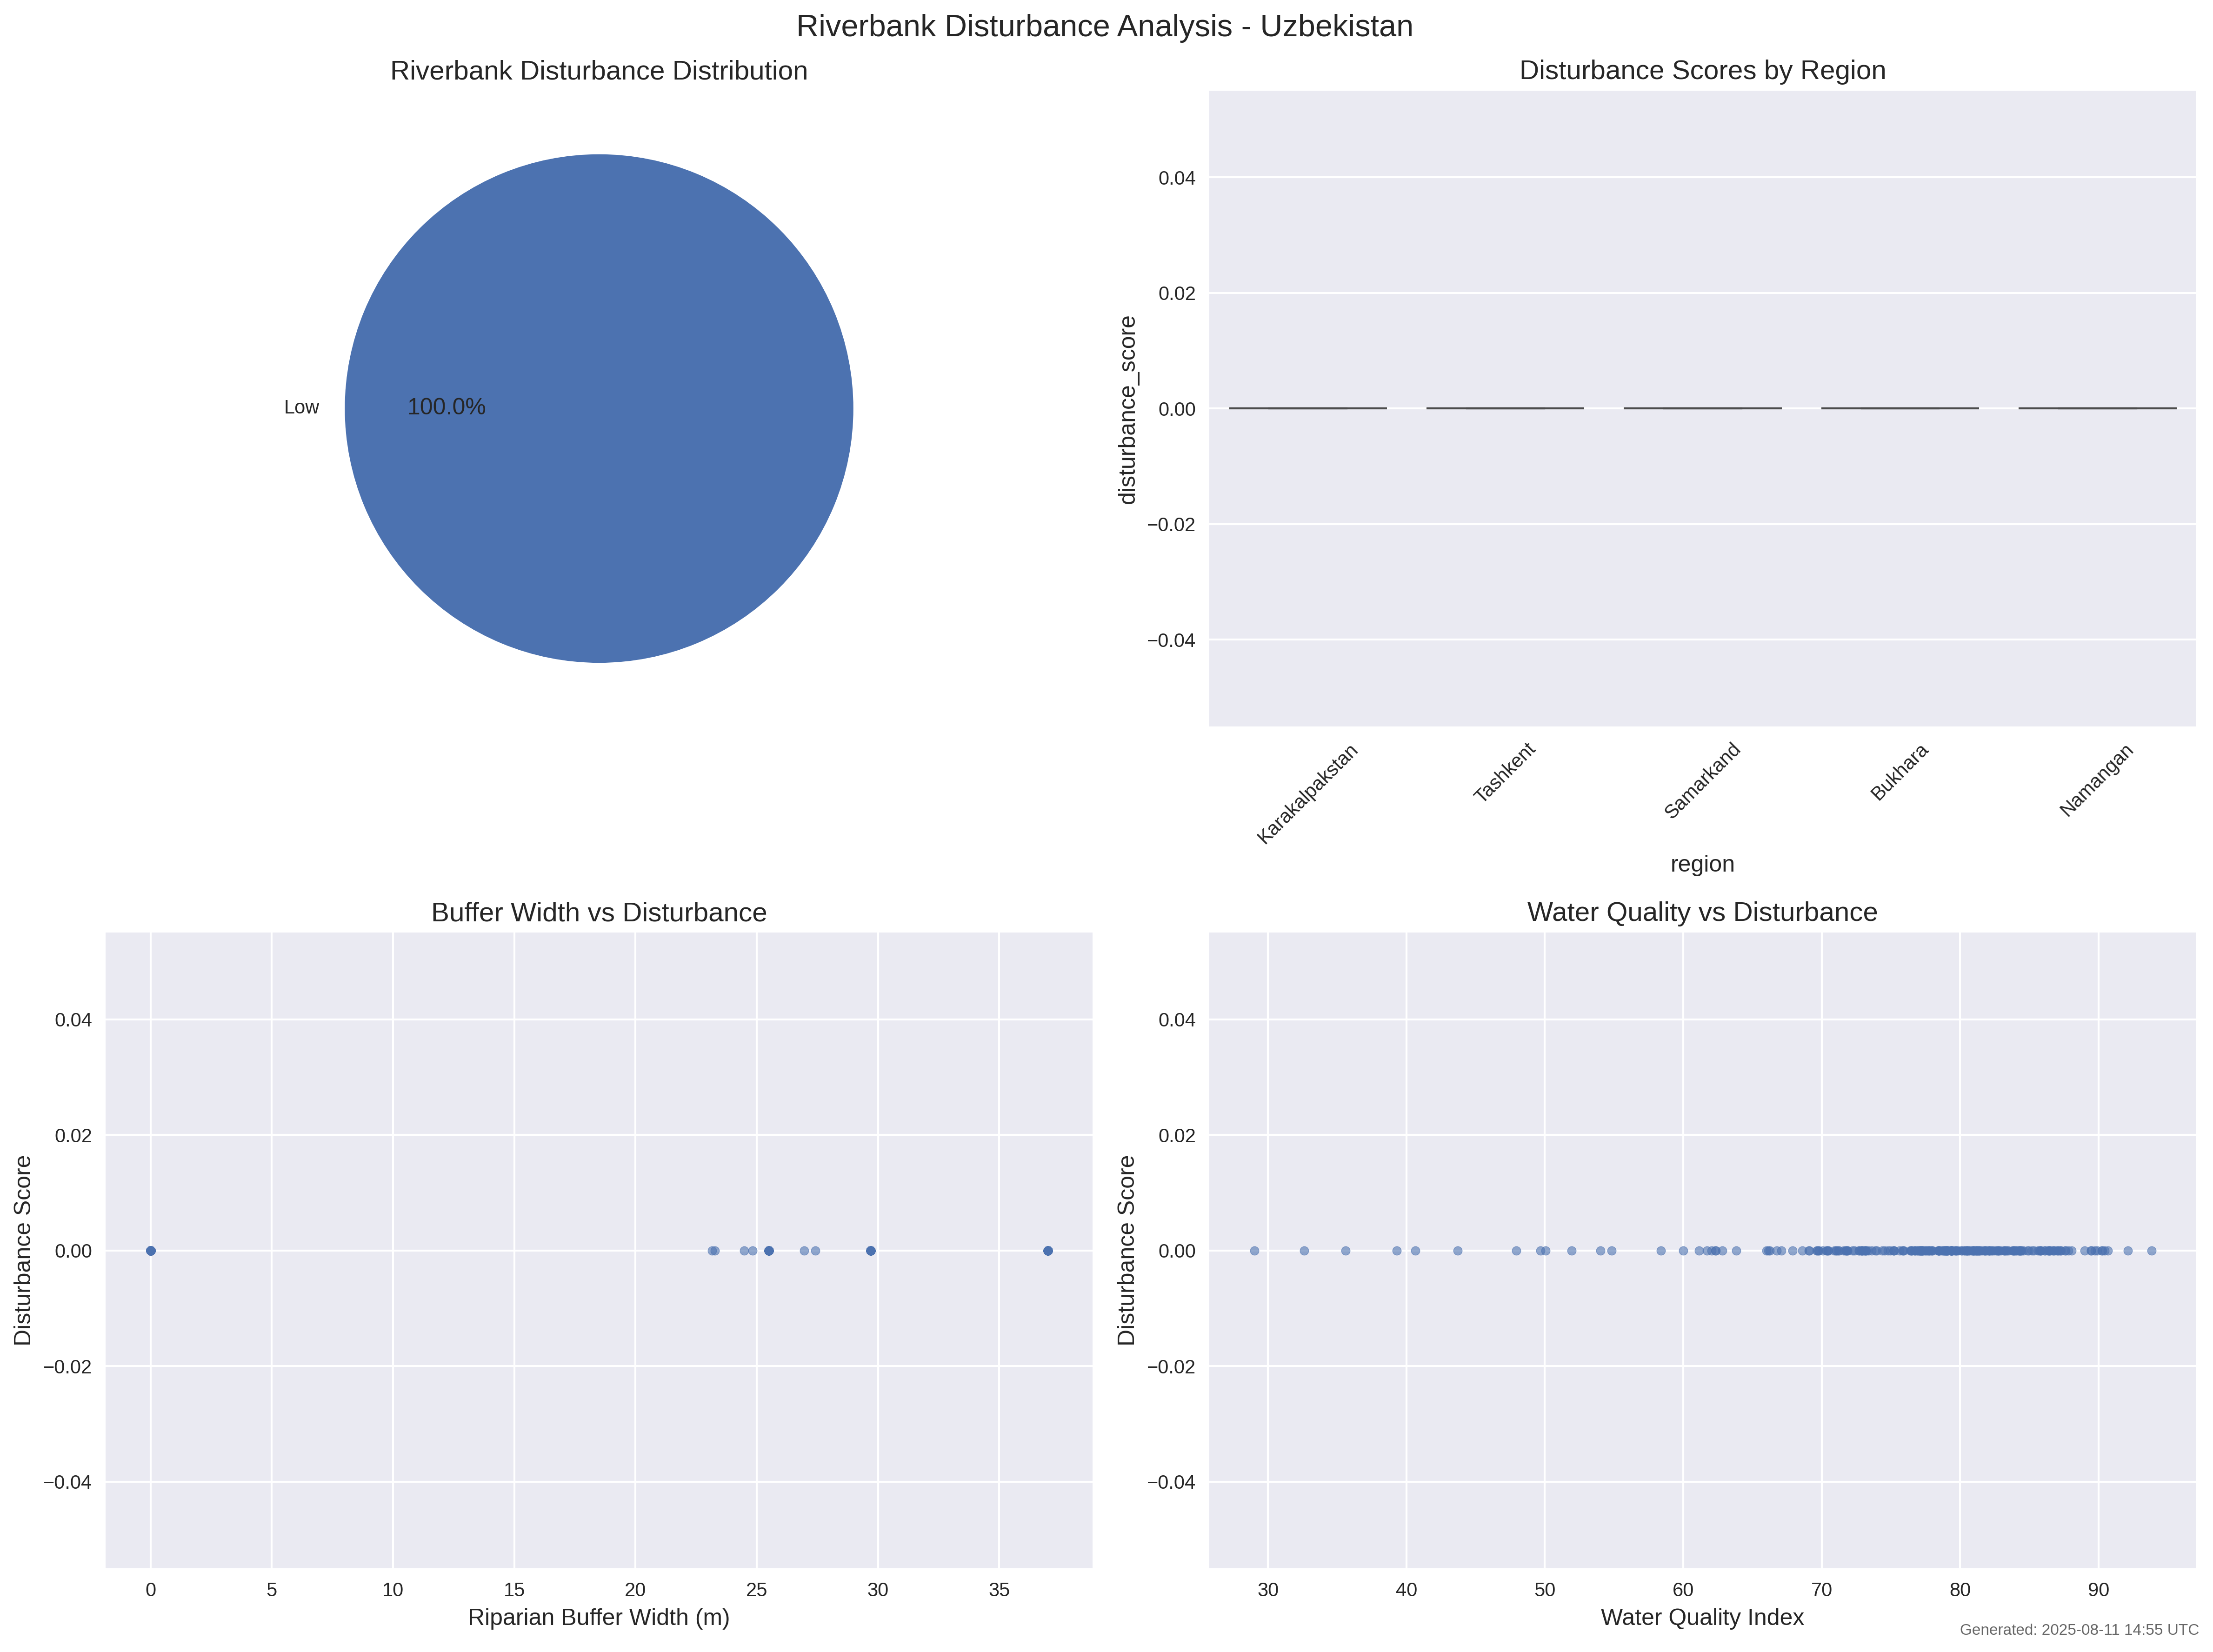 Riverbank Disturbance Analysis - Uzbekistan
Riverbank Disturbance Distribution
Low
100.0%
Disturbance Scores by Region
disturbance_score
0.04
0.02
0.00
−0.02
−0.04
Karakalpakstan
Tashkent
Samarkand
Bukhara
Namangan
region
Buffer Width vs Disturbance
Disturbance Score
0.04
0.02
0.00
−0.02
−0.04
0 5 10 15 20 25 30 35
Riparian Buffer Width (m)
Water Quality vs Disturbance
Disturbance Score
0.04
0.02
0.00
−0.02
−0.04
30 40 50 60 70 80 90
Water Quality Index
Generated: 2025-08-11 14:55 UTC